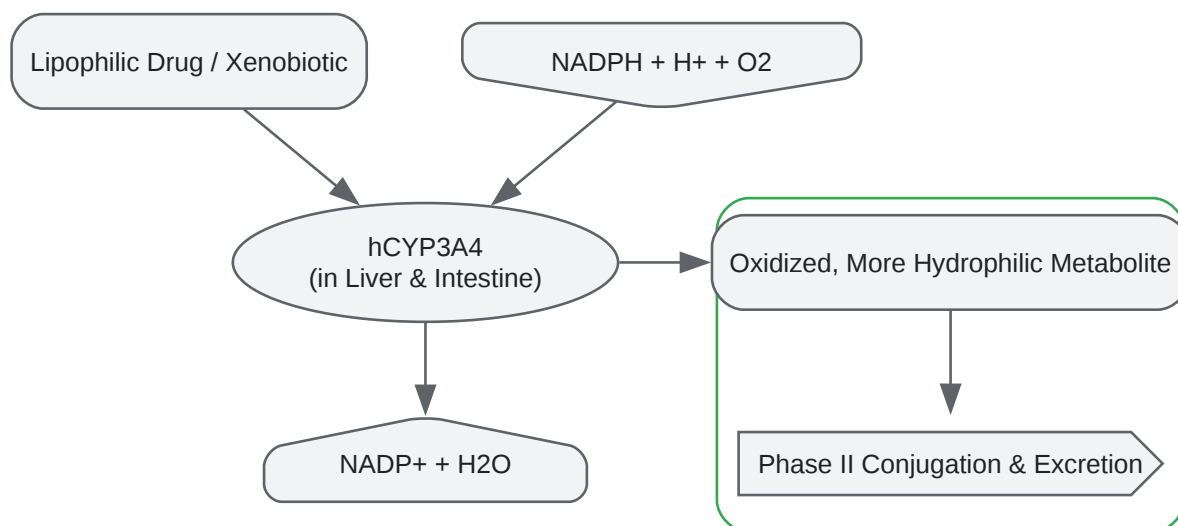 Lipophilic Drug / Xenobiotic
NADPH + H+ + O2
hCYP3A4
(in Liver & Intestine)
Oxidized, More Hydrophilic Metabolite
NADP+ + H2O
Phase II Conjugation & Excretion